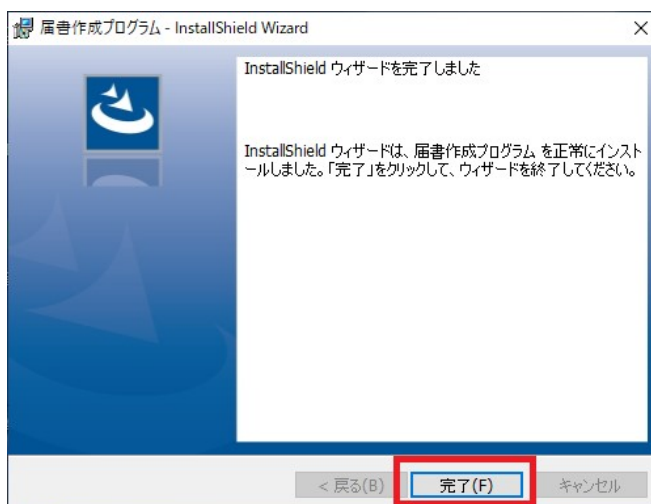 届書作成プログラム - InstallShield Wizard
InstallShield ウィザードを完了しました
InstallShield ウィザードは、届書作成プログラム を正常にインスト
ールしました。「完了」をクリックして、ウィザードを終了してください。
< 戻る(B)
完了(F)
キャンセル